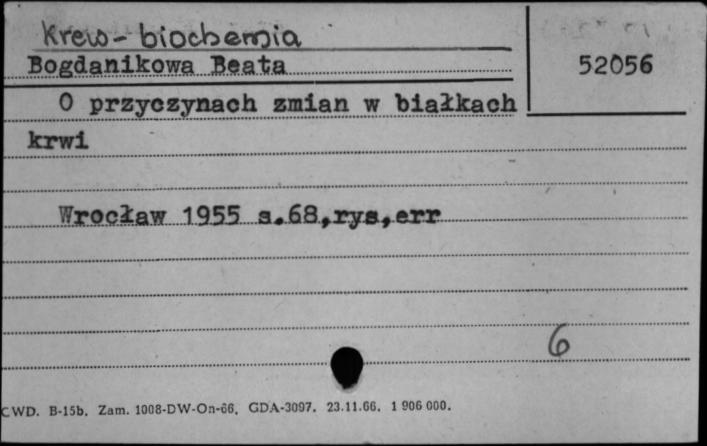 Krew - biochemia
Bogdanikowa Beata
52056
O przyczynach zmian w białkach
krwi
Wrocław 1955 s.68,rys,err
6
CWD. B-15b. Zam. 1008-DW-On-66. GDA-3097. 23.11.66. 1 906 000.